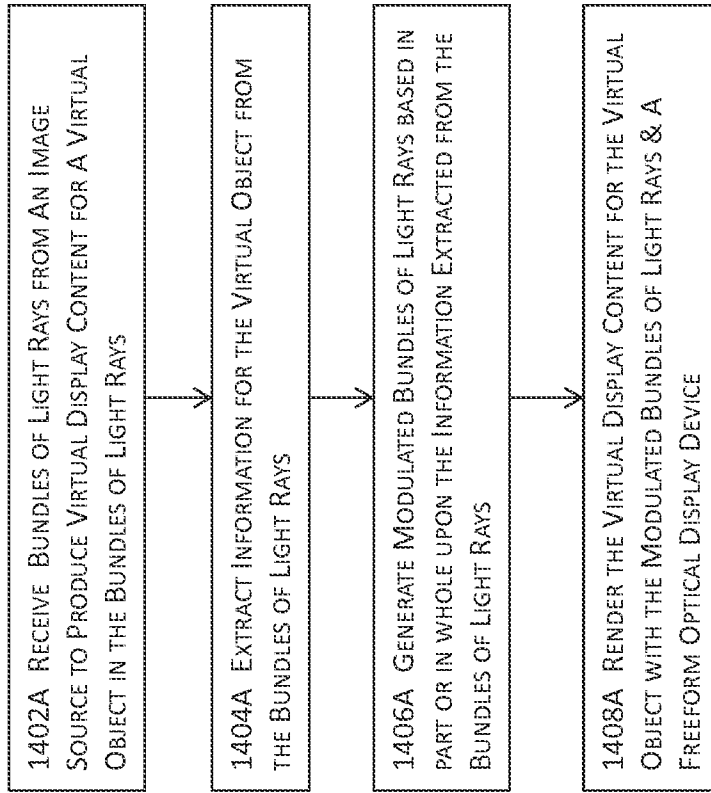 1402A RECEIVE BUNDLES OF LIGHT RAYS FROM AN IMAGE
SOURCE TO PRODUCE VIRTUAL DISPLAY CONTENT FOR A VIRTUAL
OBJECT IN THE BUNDLES OF LIGHT RAYS
1404A EXTRACT INFORMATION FOR THE VIRTUAL OBJECT FROM
THE BUNDLES OF LIGHT RAYS
1406A GENERATE MODULATED BUNDLES OF LIGHT RAYS BASED IN
PART OR IN WHOLE UPON THE INFORMATION EXTRACTED FROM THE
BUNDLES OF LIGHT RAYS
1408A RENDER THE VIRTUAL DISPLAY CONTENT FOR THE VIRTUAL
OBJECT WITH THE MODULATED BUNDLES OF LIGHT RAYS & A
FREEFORM OPTICAL DISPLAY DEVICE